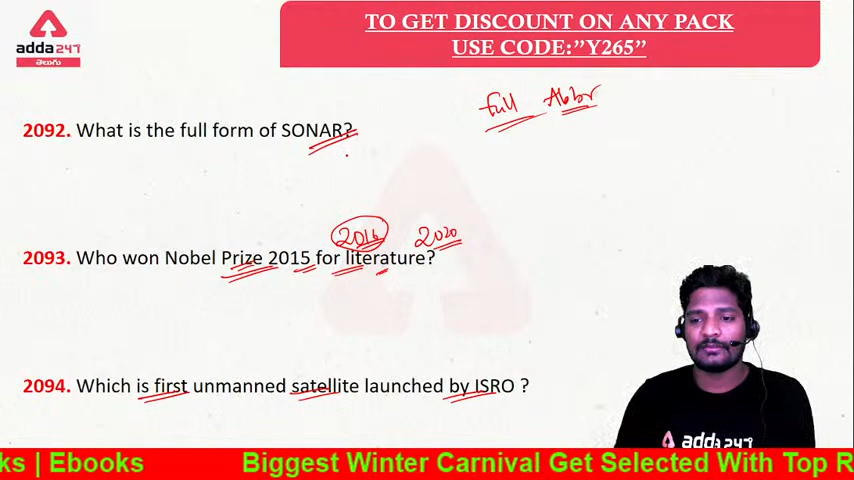 TO GET DISCOUNT ON ANY PACK
USE CODE:”Y265”
adda247
తెలుగు
full Abbr
2092. What is the full form of SONAR?
2016 2020
2093. Who won Nobel Prize 2015 for literature?
2094. Which is first unmanned satellite launched by ISRO ?
adda247
ks | Ebooks Biggest Winter Carnival Get Selected With Top R